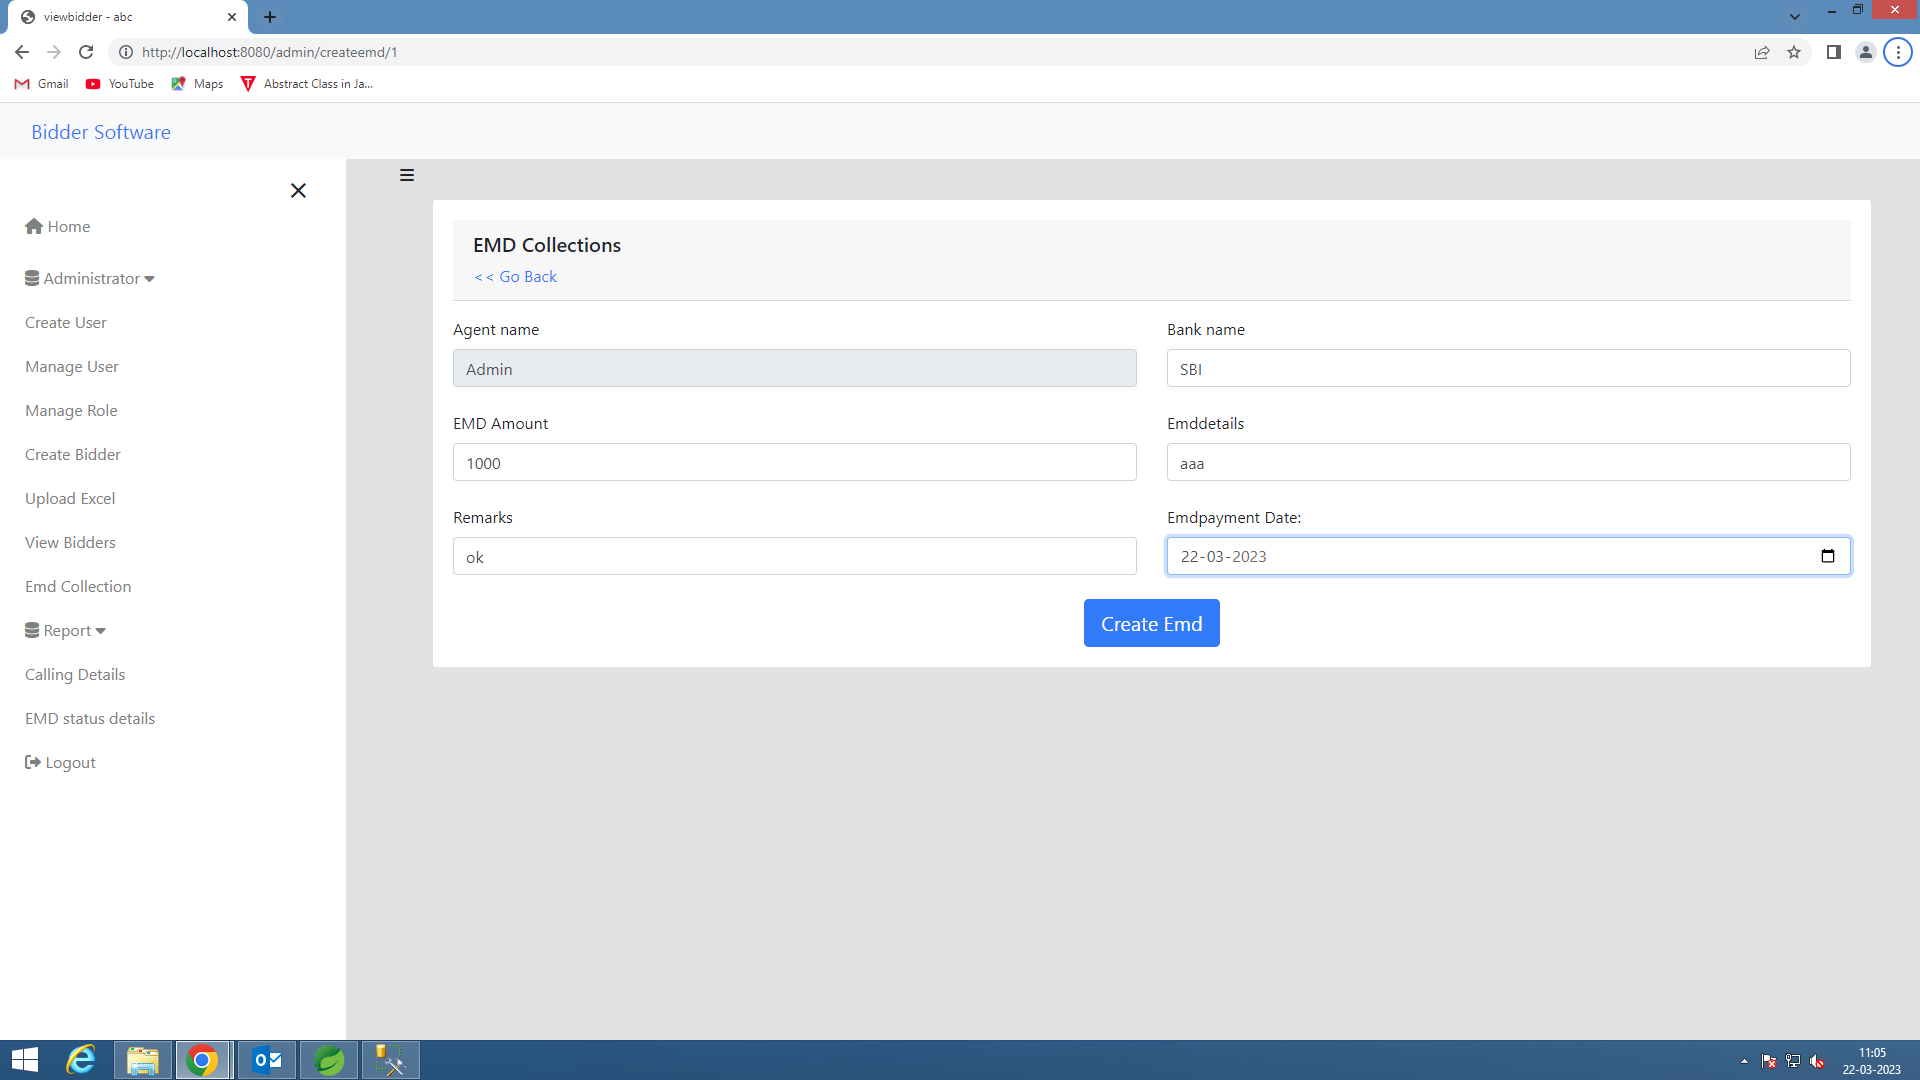 viewbidder - abc
http://localhost:8080/admin/createemd/1
Gmail YouTube Maps Abstract Class in Ja...
Bidder Software
Home
Administrator
Create User
Manage User
Manage Role
Create Bidder
Upload Excel
View Bidders
Emd Collection
Report
Calling Details
EMD status details
Logout
EMD Collections
<< Go Back
Agent name
Admin
Bank name
SBI
EMD Amount
1000
Emddetails
aaa
Remarks
ok
Emdpayment Date:
22-03-2023
Create Emd
11:05
22-03-2023